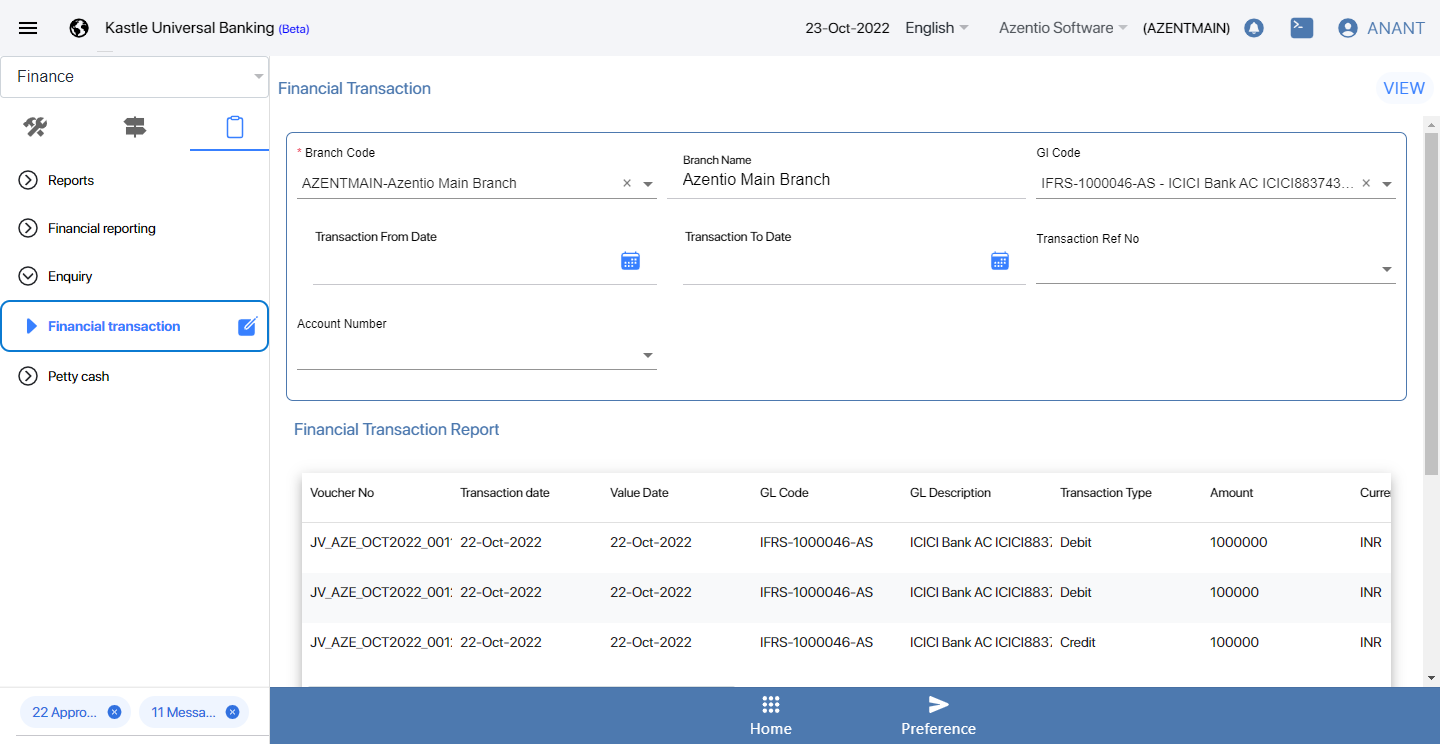 Kastle Universal Banking (Beta)
23-Oct-2022 English Azentio Software (AZENTMAIN) ANANT
Finance
Financial Transaction
VIEW
Reports
Financial reporting
Enquiry
Financial transaction
Petty cash
* Branch Code
AZENTMAIN-Azentio Main Branch
Branch Name
Azentio Main Branch
Gl Code
IFRS-1000046-AS - ICICI Bank AC ICICI883743...
Transaction From Date
Transaction To Date
Transaction Ref No
Account Number
Financial Transaction Report
Voucher No Transaction date Value Date GL Code GL Description Transaction Type Amount Curre
JV_AZE_OCT2022_001 22-Oct-2022 22-Oct-2022 IFRS-1000046-AS ICICI Bank AC ICICI883 Debit 1000000 INR
JV_AZE_OCT2022_001 22-Oct-2022 22-Oct-2022 IFRS-1000046-AS ICICI Bank AC ICICI883 Debit 100000 INR
JV_AZE_OCT2022_001 22-Oct-2022 22-Oct-2022 IFRS-1000046-AS ICICI Bank AC ICICI883 Credit 100000 INR
22 Appro... 11 Messa...
Home Preference